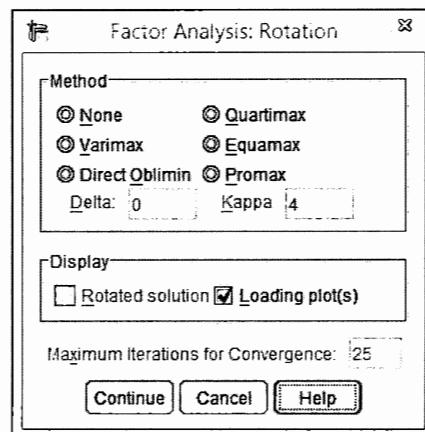 Factor Analysis: Rotation
Method
None Quartimax
Varimax Equamax
Direct Oblimin Promax
Delta: 0 Kappa 4
Display
Rotated solution Loading plot(s)
Maximum Iterations for Convergence: 25
Continue Cancel Help